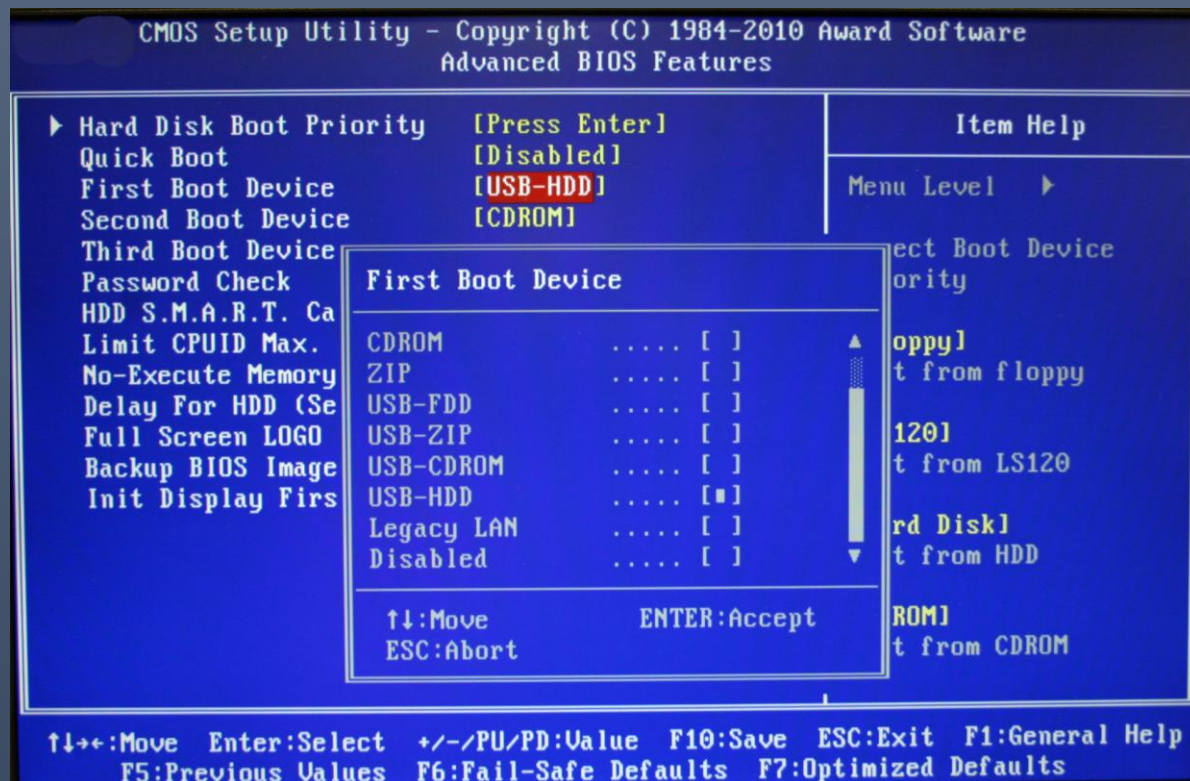 CMOS Setup Utility - Copyright (C) 1984-2010 Award Software
Advanced BIOS Features
▶ Hard Disk Boot Priority [Press Enter]
Quick Boot [Disabled]
First Boot Device [USB-HDD]
Second Boot Device [CDROM]
Third Boot Device
Password Check
HDD S.M.A.R.T. Ca
Limit CPUID Max.
No-Execute Memory
Delay For HDD (Se
Full Screen LOGO
Backup BIOS Image
Init Display Firs
First Boot Device
CDROM ..... [ ]
ZIP ..... [ ]
USB-FDD ..... [ ]
USB-ZIP ..... [ ]
USB-CDROM ..... [ ]
USB-HDD ..... [■]
Legacy LAN ..... [ ]
Disabled ..... [ ]
↑↓:Move ENTER:Accept
ESC:Abort
Item Help
Menu Level ▶
ect Boot Device
ority
oppy]
t from floppy
120]
t from LS120
rd Disk]
t from HDD
ROM]
t from CDROM
↑↓→←:Move Enter:Select +/-/PU/PD:Value F10:Save ESC:Exit F1:General Help
F5:Previous Values F6:Fail-Safe Defaults F7:Optimized Defaults